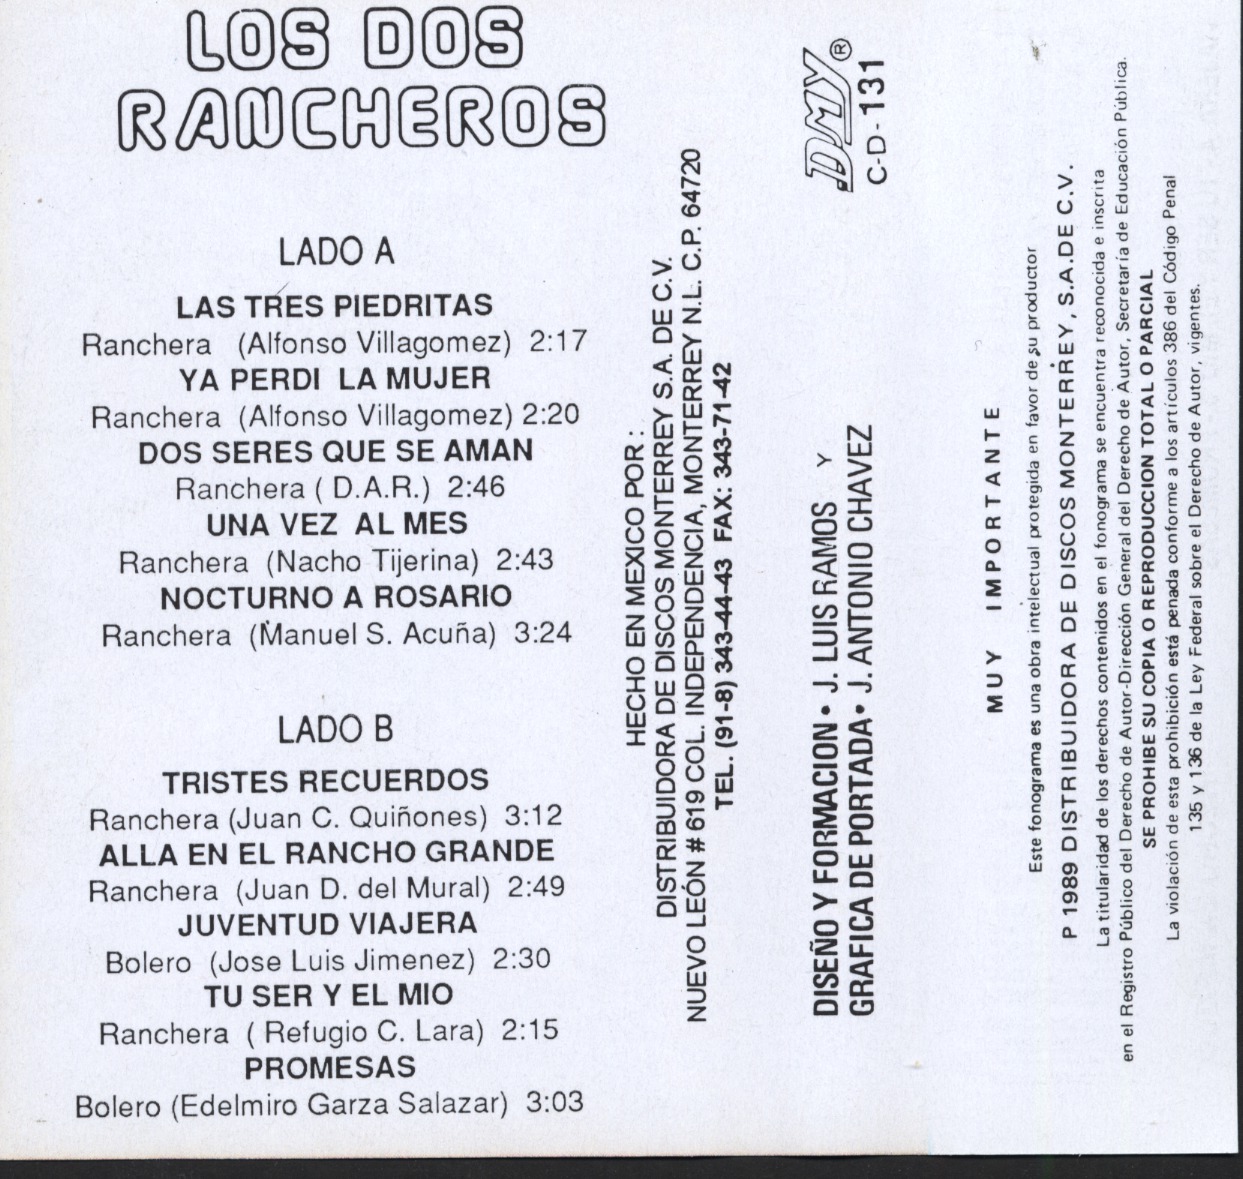 LOS DOS
RANCHEROS
LADO A
LAS TRES PIEDRITAS
Ranchera (Alfonso Villagomez) 2:17
YA PERDI LA MUJER
Ranchera (Alfonso Villagomez) 2:20
DOS SERES QUE SE AMAN
Ranchera ( D.A.R.) 2:46
UNA VEZ AL MES
Ranchera (Nacho Tijerina) 2:43
NOCTURNO A ROSARIO
Ranchera (Manuel S. Acuña) 3:24
LADO B
TRISTES RECUERDOS
Ranchera (Juan C. Quiñones) 3:12
ALLA EN EL RANCHO GRANDE
Ranchera (Juan D. del Mural) 2:49
JUVENTUD VIAJERA
Bolero (Jose Luis Jimenez) 2:30
TU SER Y EL MIO
Ranchera ( Refugio C. Lara) 2:15
PROMESAS
Bolero (Edelmiro Garza Salazar) 3:03
HECHO EN MEXICO POR :.
DISTRIBUIDORA DE DISCOS MONTERREY S.A. DE C.V.
NUEVO LEÓN # 619 COL. INDEPENDENCIA, MONTERREY N.L. C.P. 64720
TEL. (91-8) 343-44-43 FAX: 343-71-42
DMY®
C-D-131
DISEÑO Y FORMACION • J. LUIS RAMOS Y
GRAFICA DE PORTADA • J. ANTONIO CHAVEZ
MUY IMPORTANTE
Este fonograma es una obra intelectual protegida en favor de su productor
P 1989 DISTRIBUIDORA DE DISCOS MONTERREY, S.A. DE C.V.
La titularidad de los derechos contenidos en el fonograma se encuentra reconocida e inscrita
en el Registro Público del Derecho de Autor-Dirección General del Derecho de Autor, Secretaría de Educación Pública.
SE PROHIBE SU COPIA O REPRODUCCION TOTAL O PARCIAL
La violación de esta prohibición está penada conforme a los artículos 386 del Código Penal
135 y 136 de la Ley Federal sobre el Derecho de Autor, vigentes.